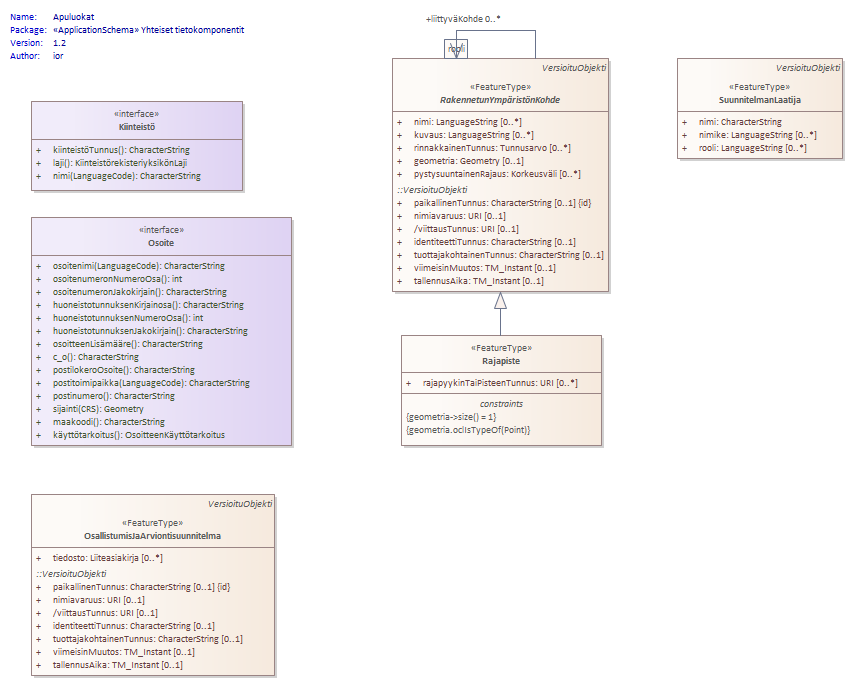 Name: Apuluokat
Package: «ApplicationSchema» Yhteiset tietokomponentit
Version: 1.2
Author: ior
«interface»
Kiinteistö
+ kiinteistöTunnus(): CharacterString
+ laji(): KiinteistörekisteriyksikönLaji
+ nimi(LanguageCode): CharacterString
«interface»
Osoite
+ osoitenimi(LanguageCode): CharacterString
+ osoitenumeronNumeroOsa(): int
+ osoitenumeronJakokirjain(): CharacterString
+ huoneistotunnuksenKirjainosa(): CharacterString
+ huoneistotunnuksenNumeroOsa(): int
+ huoneistotunnuksenJakokirjain(): CharacterString
+ osoitteenLisämääre(): CharacterString
+ c_o(): CharacterString
+ postilokeroOsoite(): CharacterString
+ postitoimipaikka(LanguageCode): CharacterString
+ postinumero(): CharacterString
+ sijainti(CRS): Geometry
+ maakoodi(): CharacterString
+ käyttötarkoitus(): OsoitteenKäyttötarkoitus
VersioituObjekti
«FeatureType»
OsallistumisJaArviontisuunnitelma
+ tiedosto: Liiteasiakirja [0..*]
::VersioituObjekti
+ paikallinenTunnus: CharacterString [0..1] {id}
+ nimiavaruus: URI [0..1]
+ /viittausTunnus: URI [0..1]
+ identeettiTunnus: CharacterString [0..1]
+ tuottajakohtainenTunnus: CharacterString [0..1]
+ viimeisinMuutos: TM_Instant [0..1]
+ tallennusAika: TM_Instant [0..1]
+liittyväKohde 0..*
rooli
VersioituObjekti
«FeatureType»
RakennetunYmpäristönKohde
+ nimi: LanguageString [0..*]
+ kuvaus: LanguageString [0..*]
+ rinnakkainenTunnus: Tunnusarvo [0..*]
+ geometria: Geometry [0..1]
+ pystysuuntainenRajaus: Korkeusväli [0..*]
::VersioituObjekti
+ paikallinenTunnus: CharacterString [0..1] {id}
+ nimiavaruus: URI [0..1]
+ /viittausTunnus: URI [0..1]
+ identeettiTunnus: CharacterString [0..1]
+ tuottajakohtainenTunnus: CharacterString [0..1]
+ viimeisinMuutos: TM_Instant [0..1]
+ tallennusAika: TM_Instant [0..1]
«FeatureType»
Rajapiste
+ rajapyykinTaiPisteenTunnus: URI [0..*]
constraints
{geometria->size() = 1}
{geometria.oclIsTypeOf(Point)}
VersioituObjekti
«FeatureType»
SuunnitelmanLaatija
+ nimi: CharacterString
+ nimike: LanguageString [0..*]
+ rooli: LanguageString [0..*]